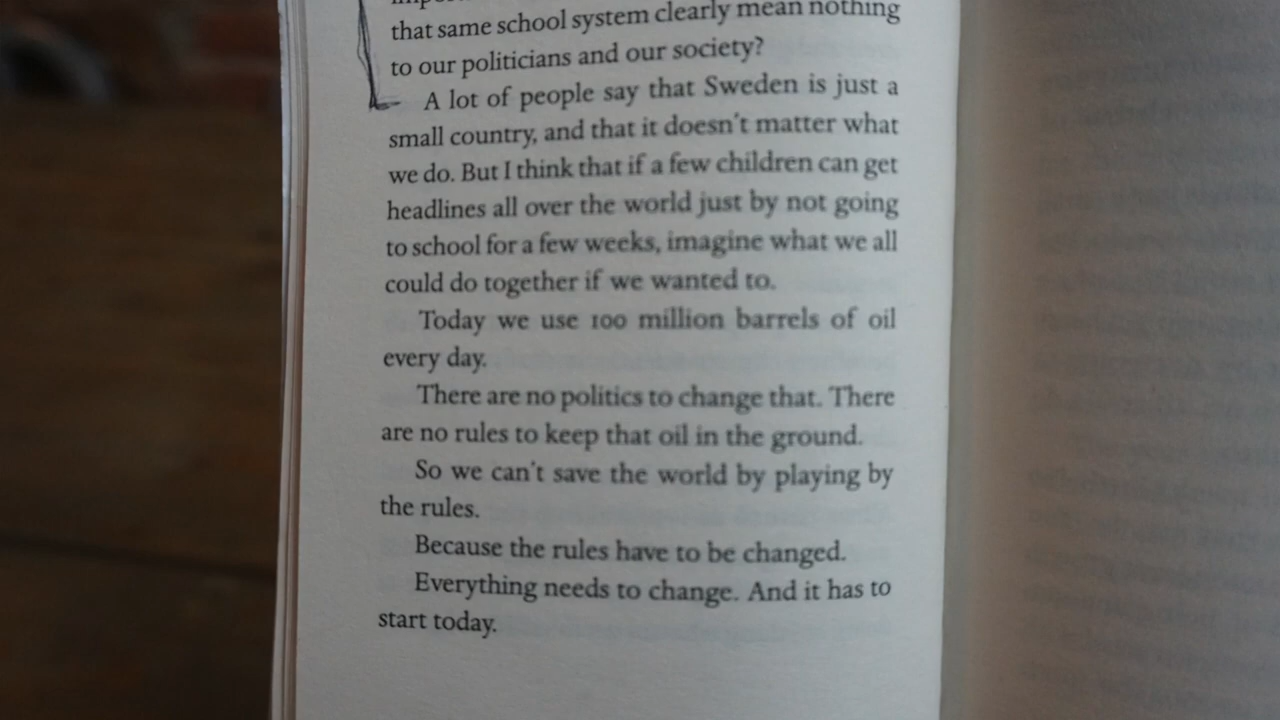 that same school system clearly mean nothing
to our politicians and our society?
A lot of people say that Sweden is just a
small country, and that it doesn't matter what
we do. But I think that if a few children can get
headlines all over the world just by not going
to school for a few weeks, imagine what we all
could do together if we wanted to.
Today we use 100 million barrels of oil
every day.
There are no politics to change that. There
are no rules to keep that oil in the ground.
So we can't save the world by playing by
the rules.
Because the rules have to be changed.
Everything needs to change. And it has to
start today.